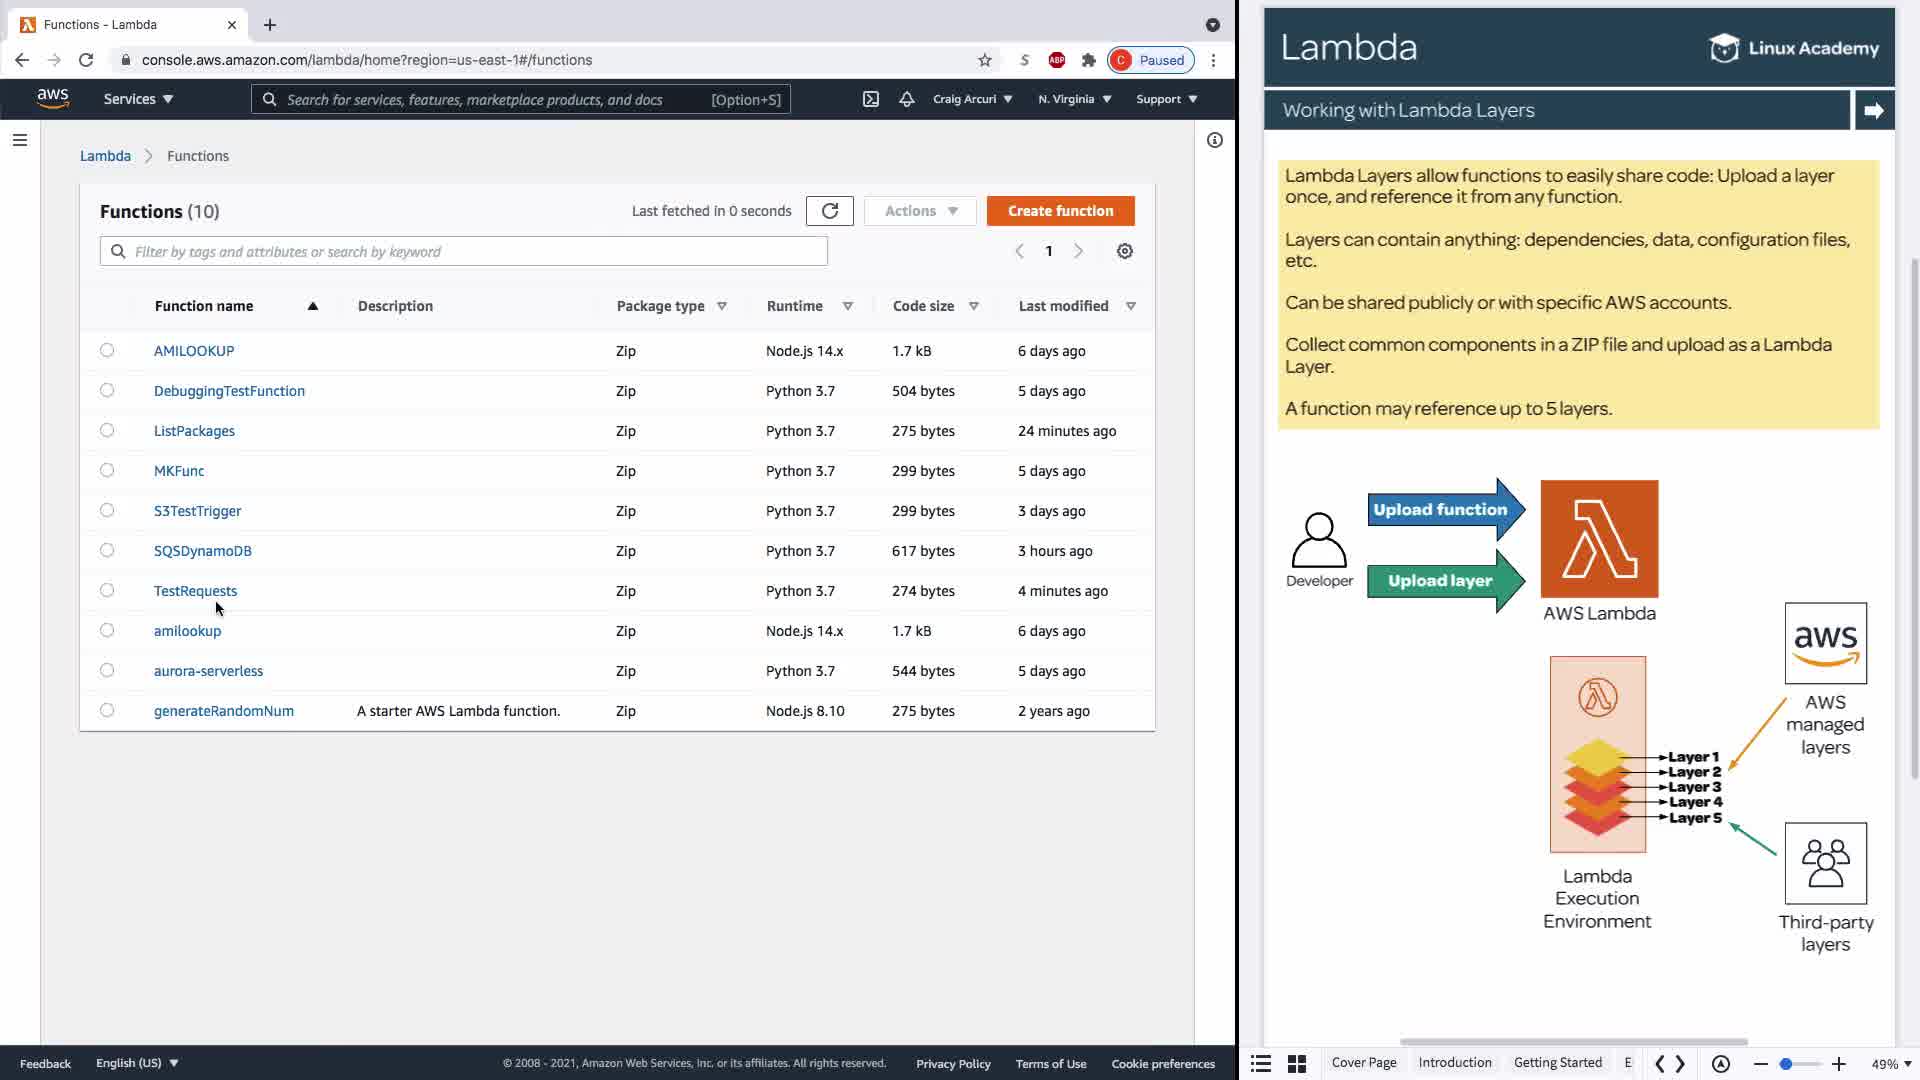 Functions - Lambda
console.aws.amazon.com/lambda/home?region=us-east-1#/functions
S
ABP
C Paused
aws
Services
Search for services, features, marketplace products, and docs [Option+S]
Craig Arcuri
N. Virginia
Support
Lambda > Functions
Functions (10)
Last fetched in 0 seconds
Actions
Create function
Filter by tags and attributes or search by keyword
1
Function name Description Package type Runtime Code size Last modified
AMILOOKUP Zip Node.js 14.x 1.7 kB 6 days ago
DebuggingTestFunction Zip Python 3.7 504 bytes 5 days ago
ListPackages Zip Python 3.7 275 bytes 24 minutes ago
MKFunc Zip Python 3.7 299 bytes 5 days ago
S3TestTrigger Zip Python 3.7 299 bytes 3 days ago
SQSDynamoDB Zip Python 3.7 617 bytes 3 hours ago
TestRequests Zip Python 3.7 274 bytes 4 minutes ago
amilookup Zip Node.js 14.x 1.7 kB 6 days ago
aurora-serverless Zip Python 3.7 544 bytes 5 days ago
generateRandomNum A starter AWS Lambda function. Zip Node.js 8.10 275 bytes 2 years ago
Feedback
English (US)
© 2008 - 2021, Amazon Web Services, Inc. or its affiliates. All rights reserved.
Privacy Policy
Terms of Use
Cookie preferences
Lambda
Linux Academy
Working with Lambda Layers
Lambda Layers allow functions to easily share code: Upload a layer
once, and reference it from any function.
Layers can contain anything: dependencies, data, configuration files,
etc.
Can be shared publicly or with specific AWS accounts.
Collect common components in a ZIP file and upload as a Lambda
Layer.
A function may reference up to 5 layers.
Upload function
Upload layer
Developer
AWS Lambda
aws
AWS
managed
layers
Layer 1
Layer 2
Layer 3
Layer 4
Layer 5
Lambda
Execution
Environment
Third-party
layers
Cover Page
Introduction
Getting Started
E
49%